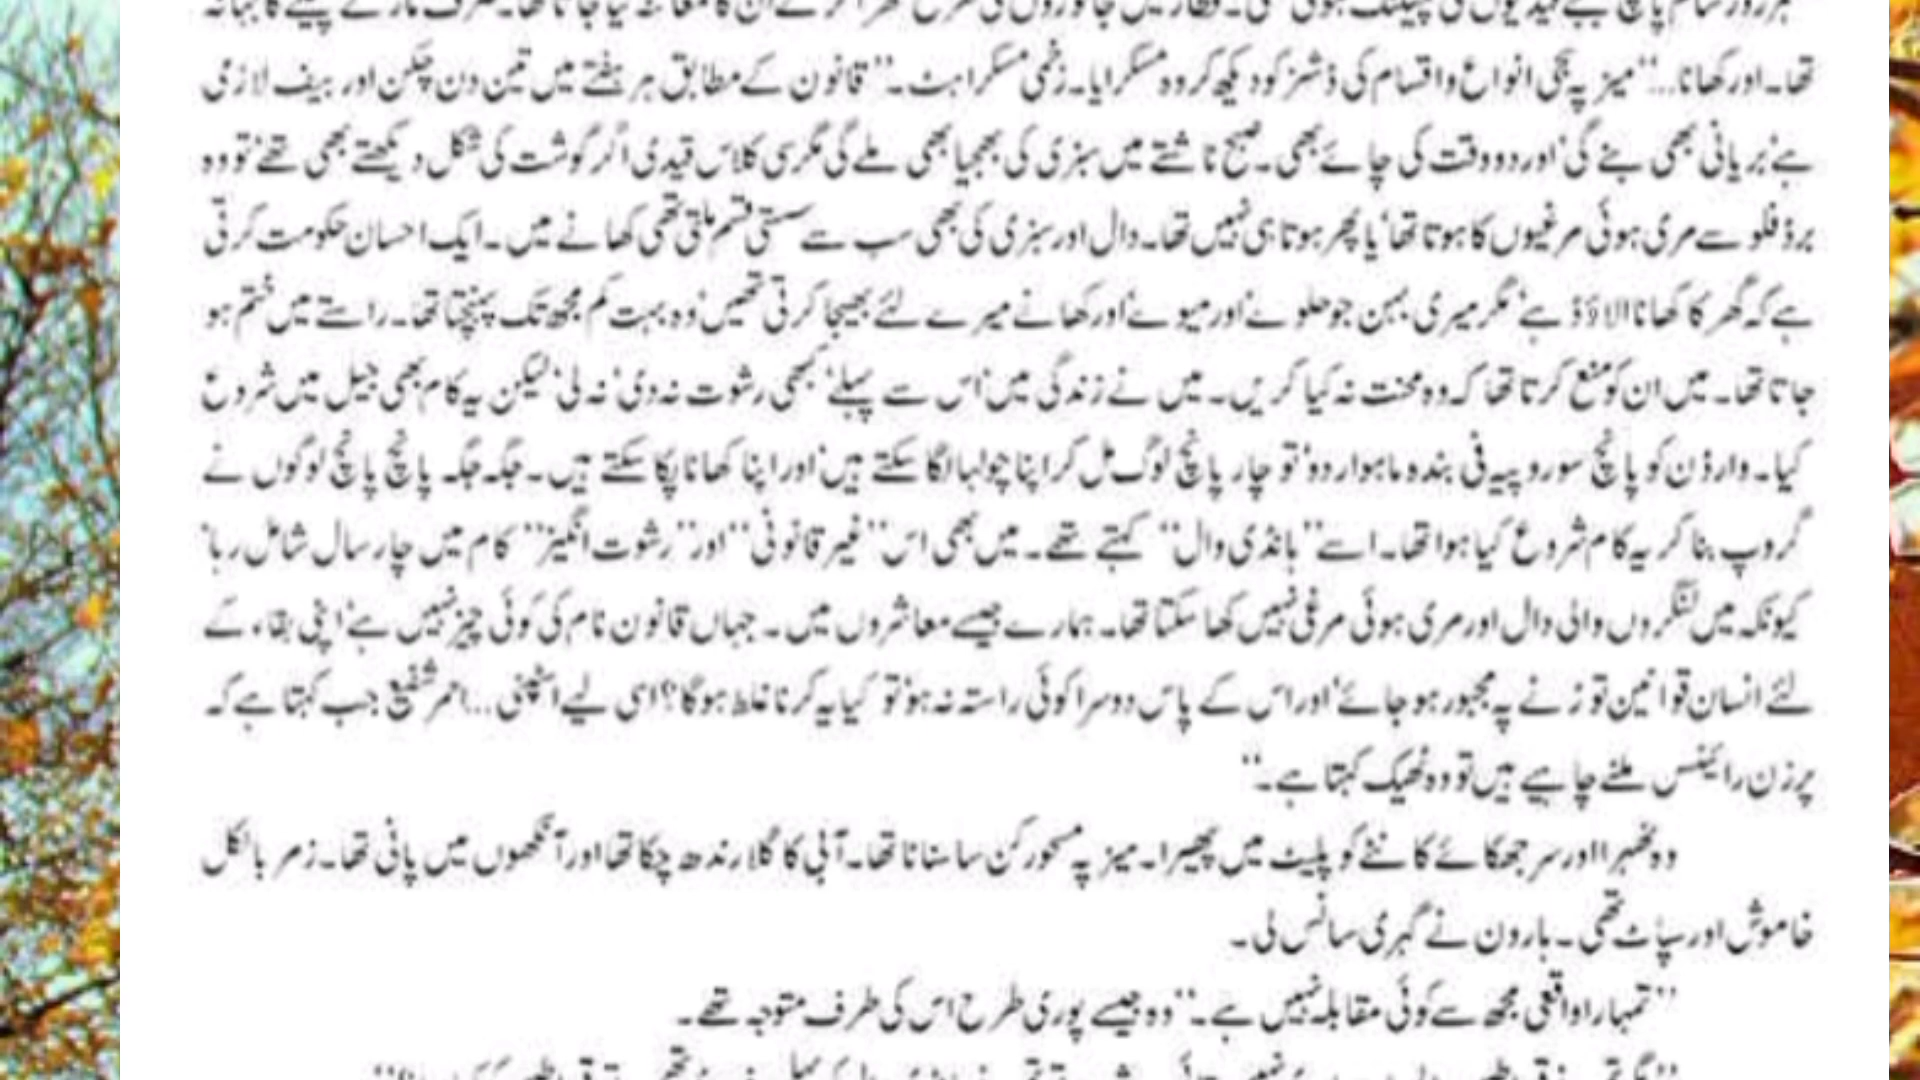 ہر روز شام پانچ بجے قیدیوں کی
تھا۔ اور کھانا...'' میز پہ سجی انواع و اقسام کی ڈشز کو دیکھ کر وہ مسکرایا۔ زخمی مسکراہٹ۔ ''قانون کے مطابق ہر ہفتے میں تین دن چکن اور بیف لازمی
ہے' بریانی بھی بنے گی' اور دو وقت کی چائے بھی۔ صبح ناشتے میں سبزی کی بھجیا بھی ملے گی مگر سی کلاس قیدی اگر گوشت کی شکل دیکھتے بھی تھے' تو وہ
برڈ فلو سے مری ہوئی مرغیوں کا ہوتا تھا' یا پھر ہوتا ہی نہیں تھا۔ دال اور سبزی کی بھی سب سے سستی قسم ملتی تھی کھانے میں۔ ایک احسان حکومت کرتی
ہے کہ گھر کا کھانا الاؤڈ ہے' مگر میری بہن جو حلوے' اور میوے' اور کھانے میرے لئے بھیجا کرتی تھیں' وہ بہت کم مجھ تک پہنچتا تھا۔ راستے میں ختم ہو
جاتا تھا۔ میں ان کو منع کرتا تھا کہ وہ محنت نہ کیا کریں۔ میں نے زندگی میں' اس سے پہلے' کبھی رشوت نہ دی' نہ لی' لیکن یہ کام بھی جیل میں شروع
کیا۔ وارڈن کو پانچ سو روپیہ فی بندہ ماہوار دو' تو چار پانچ لوگ مل کر اپنا چولہا لگا سکتے ہیں' اور اپنا کھانا پکا سکتے ہیں۔ جگہ جگہ پانچ پانچ لوگوں نے
گروپ بنا کر یہ کام شروع کیا ہوا تھا۔ اسے ''ہانڈی وال'' کہتے تھے۔ میں بھی اس ''غیر قانونی'' اور ''رشوت انگیز'' کام میں چار سال شامل رہا'
کیونکہ میں لنگروں والی دال اور مری ہوئی مرغی نہیں کھا سکتا تھا۔ ہمارے جیسے معاشروں میں۔ جہاں قانون نام کی کوئی چیز نہیں ہے' اپنی بقاء کے
لئے انسان قوانین توڑنے پہ مجبور ہو جائے' اور اس کے پاس دوسرا کوئی راستہ نہ ہو' تو کیا یہ کرنا غلط ہوگا؟ اسی لیے اسٹینی... احمر شفیع جب کہتا ہے کہ
پرزن رائیٹس ملنے چاہیے ہیں تو وہ ٹھیک کہتا ہے۔''
وہ ٹھہرا اور سر جھکائے کانٹے کو پلیٹ میں پھیرا۔ میز پہ مسحور کن سا سناٹا تھا۔ آبی کا گلا رندھ چکا تھا اور آنکھوں میں پانی تھا۔ زمر بالکل
خاموش اور سپاٹ تھی۔ ہارون نے گہری سانس لی۔
''تمہارا واقعی مجھ سے کوئی مقابلہ نہیں ہے۔'' وہ جیسے پوری طرح اس کی طرف متوجہ تھے۔